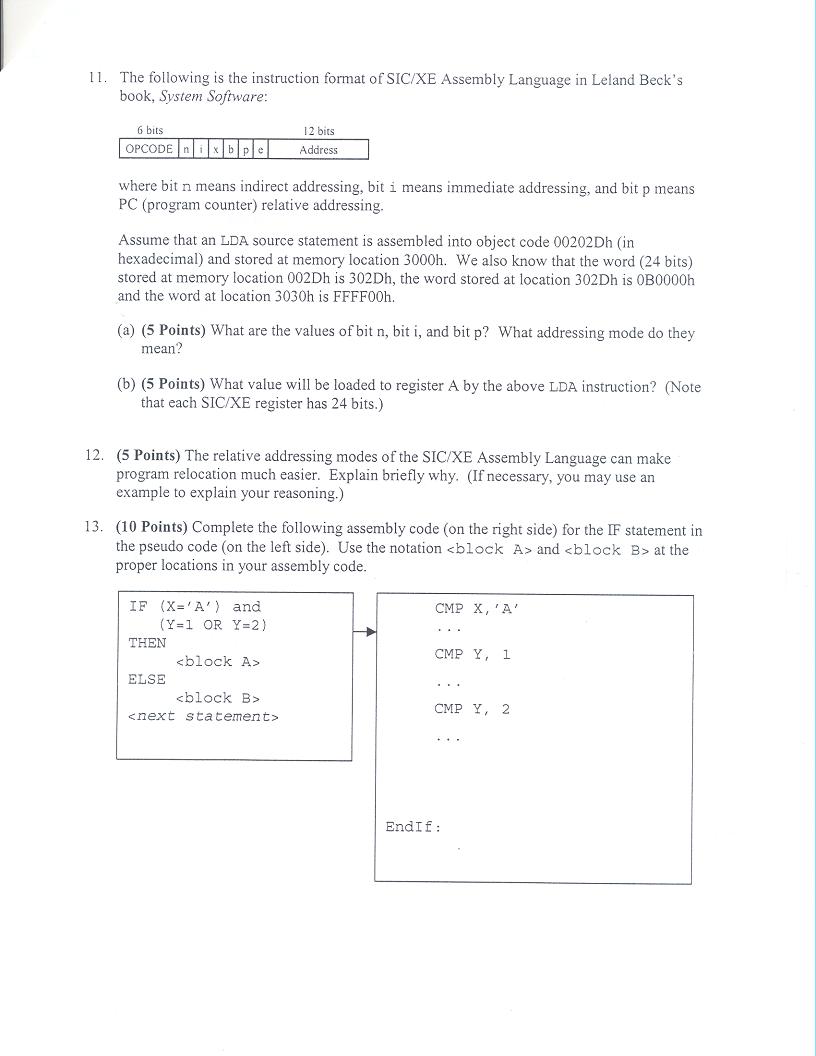 11. The following is the instruction format of SIC/XE Assembly Language in Leland Beck's
book, System Software:
6 bits 12 bits
OPCODE n i x b p e Address
where bit n means indirect addressing, bit i means immediate addressing, and bit p means
PC (program counter) relative addressing.
Assume that an LDA source statement is assembled into object code 00202Dh (in
hexadecimal) and stored at memory location 3000h. We also know that the word (24 bits)
stored at memory location 002Dh is 302Dh, the word stored at location 302Dh is 0B0000h
and the word at location 3030h is FFFF00h.
(a) (5 Points) What are the values of bit n, bit i, and bit p? What addressing mode do they
mean?
(b) (5 Points) What value will be loaded to register A by the above LDA instruction? (Note
that each SIC/XE register has 24 bits.)
12. (5 Points) The relative addressing modes of the SIC/XE Assembly Language can make
program relocation much easier. Explain briefly why. (If necessary, you may use an
example to explain your reasoning.)
13. (10 Points) Complete the following assembly code (on the right side) for the IF statement in
the pseudo code (on the left side). Use the notation <block A> and <block B> at the
proper locations in your assembly code.
IF (X='A') and
(Y=1 OR Y=2)
THEN
<block A>
ELSE
<block B>
<next statement>
CMP X,'A'
...
CMP Y, 1
...
CMP Y, 2
...
EndIf: